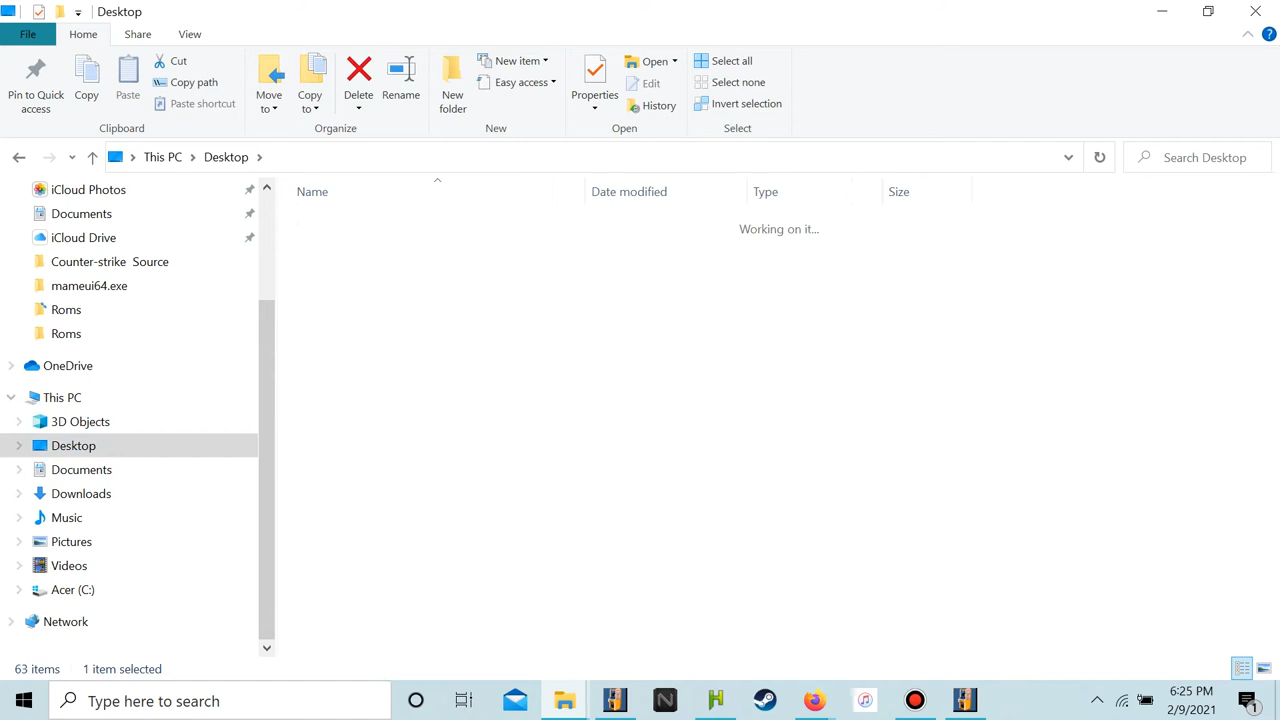 Desktop
File Home Share View
Pin to Quick access
Copy
Paste
Cut
Copy path
Paste shortcut
Clipboard
Move to
Copy to
Delete
Rename
Organize
New folder
New item
Easy access
New
Properties
Open
Edit
History
Open
Select all
Select none
Invert selection
Select
This PC Desktop
Search Desktop
Name Date modified Type Size
Working on it...
iCloud Photos
Documents
iCloud Drive
Counter-strike Source
mameui64.exe
Roms
Roms
OneDrive
This PC
3D Objects
Desktop
Documents
Downloads
Music
Pictures
Videos
Acer (C:)
Network
63 items 1 item selected
Type here to search
6:25 PM
2/9/2021
1